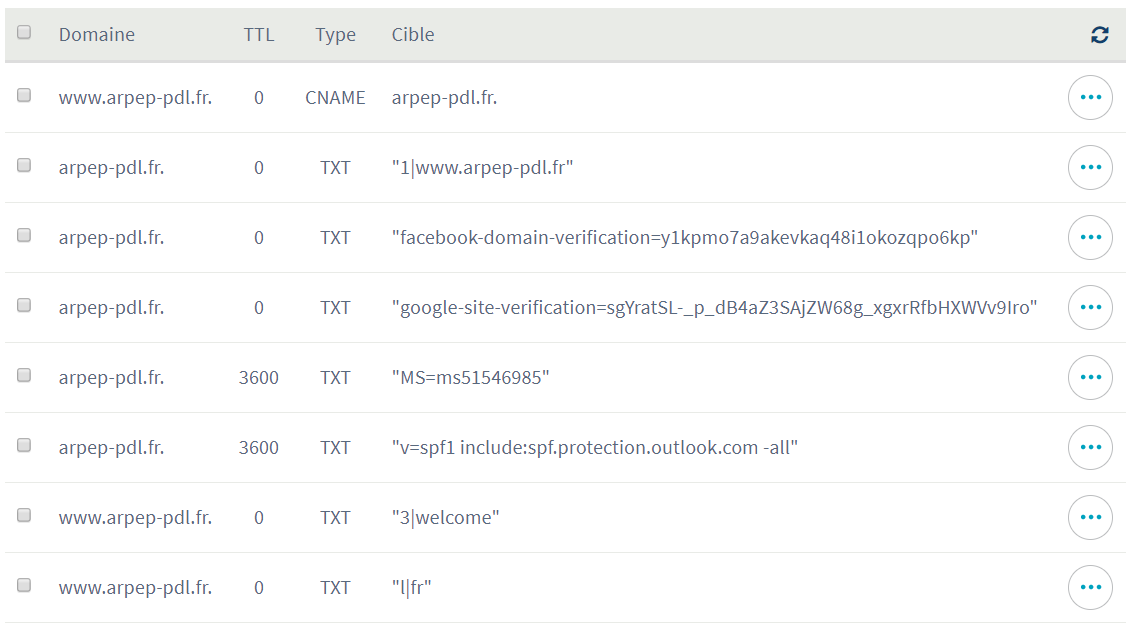 Domaine TTL Type Cible
www.arpep-pdl.fr. 0 CNAME arpep-pdl.fr.
arpep-pdl.fr. 0 TXT "1|www.arpep-pdl.fr"
arpep-pdl.fr. 0 TXT "facebook-domain-verification=y1kpmo7a9akevkaq48i1okozqpo6kp"
arpep-pdl.fr. 0 TXT "google-site-verification=sgYratSL-_p_dB4aZ3SAjZW68g_xgxrRfbHXWVv9Iro"
arpep-pdl.fr. 3600 TXT "MS=ms51546985"
arpep-pdl.fr. 3600 TXT "v=spf1 include:spf.protection.outlook.com -all"
www.arpep-pdl.fr. 0 TXT "3|welcome"
www.arpep-pdl.fr. 0 TXT "l|fr"